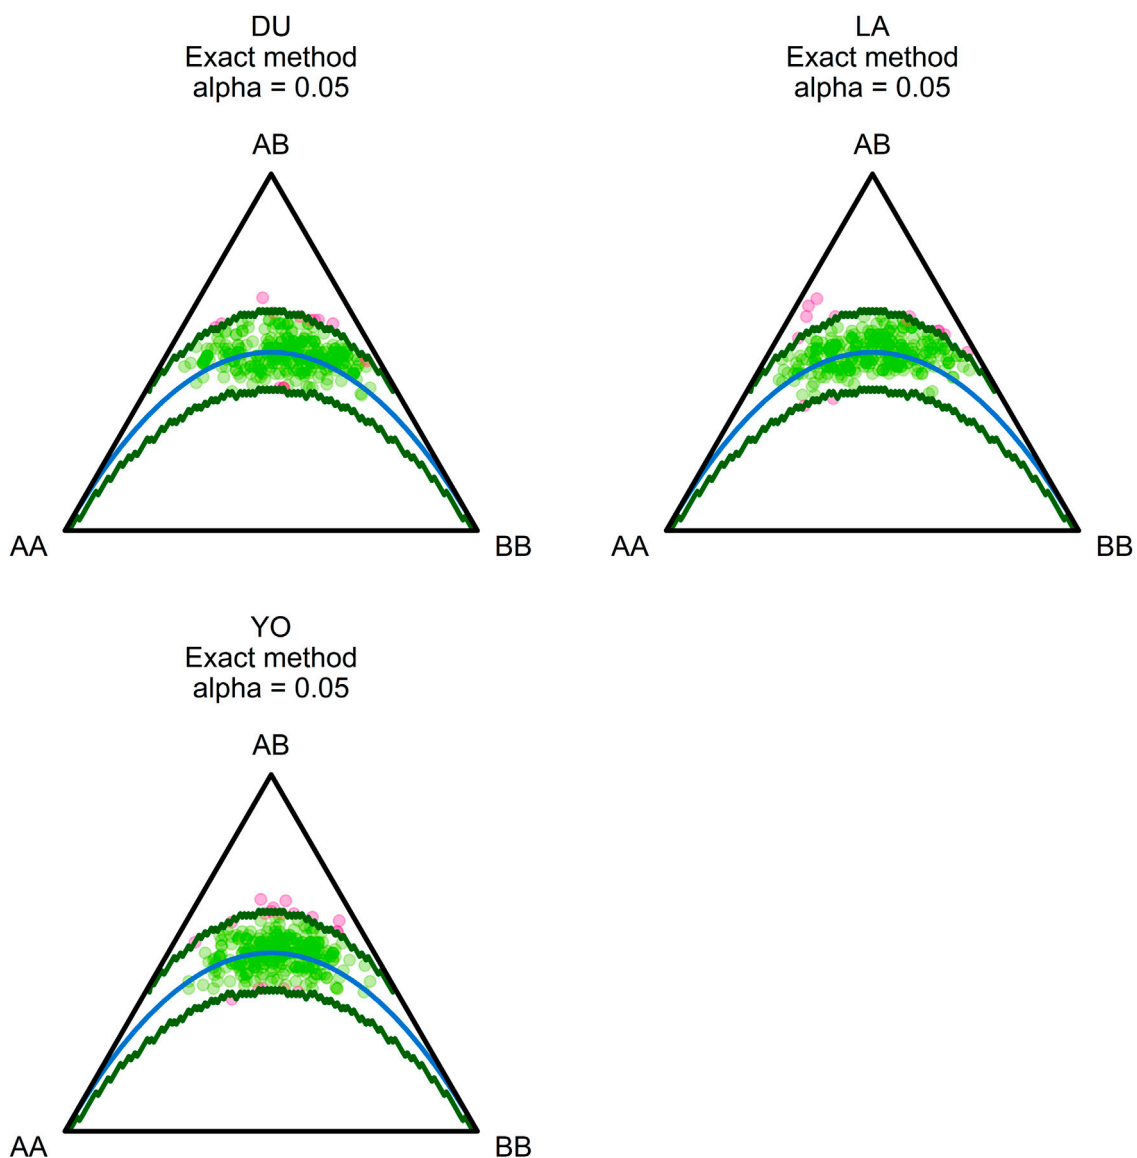 DU
Exact method
alpha = 0.05
AB
AA
BB
LA
Exact method
alpha = 0.05
AB
AA
BB
YO
Exact method
alpha = 0.05
AB
AA
BB